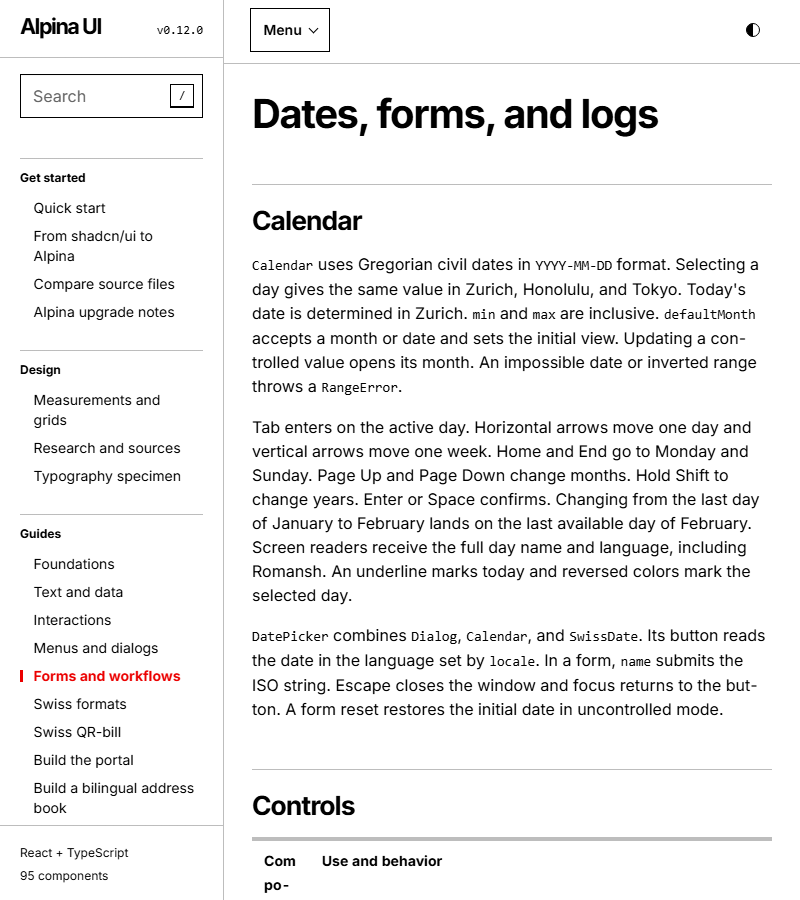 Alpina UI
v0.12.0
Search
/
Get started
Quick start
From shadcn/ui to
Alpina
Compare source files
Alpina upgrade notes
Design
Measurements and
grids
Research and sources
Typography specimen
Guides
Foundations
Text and data
Interactions
Menus and dialogs
Forms and workflows
Swiss formats
Swiss QR-bill
Build the portal
Build a bilingual address
book
React + TypeScript
95 components
Menu
Dates, forms, and logs
Calendar
Calendar uses Gregorian civil dates in YYYY-MM-DD format. Selecting a
day gives the same value in Zurich, Honolulu, and Tokyo. Today's
date is determined in Zurich. min and max are inclusive. defaultMonth
accepts a month or date and sets the initial view. Updating a con-
trolled value opens its month. An impossible date or inverted range
throws a RangeError.
Tab enters on the active day. Horizontal arrows move one day and
vertical arrows move one week. Home and End go to Monday and
Sunday. Page Up and Page Down change months. Hold Shift to
change years. Enter or Space confirms. Changing from the last day
of January to February lands on the last available day of February.
Screen readers receive the full day name and language, including
Romansh. An underline marks today and reversed colors mark the
selected day.
DatePicker combines Dialog, Calendar, and SwissDate. Its button reads
the date in the language set by locale. In a form, name submits the
ISO string. Escape closes the window and focus returns to the but-
ton. A form reset restores the initial date in uncontrolled mode.
Controls
Com
po-
Use and behavior